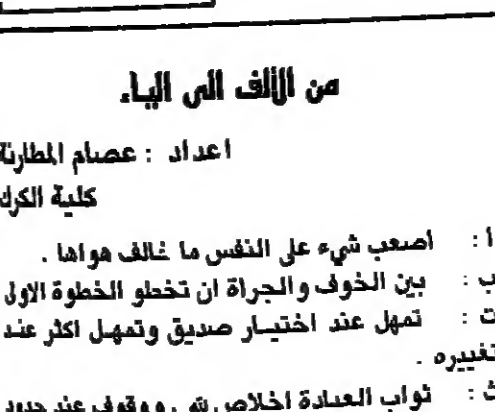 من الألف الى الياء
اعداد : عصام المطارنة
كلية الكرك
أ : اصعب شيء على النفس ما خالف هواها .
ب : بين الخوف والجراة ان تخطو الخطوة الاولى
ت : تمهل عند اختيار صديق وتمهل اكثر عند
تغييره .
ث : ثواب العبادة اخلاص لله . ووقوف عند حدود